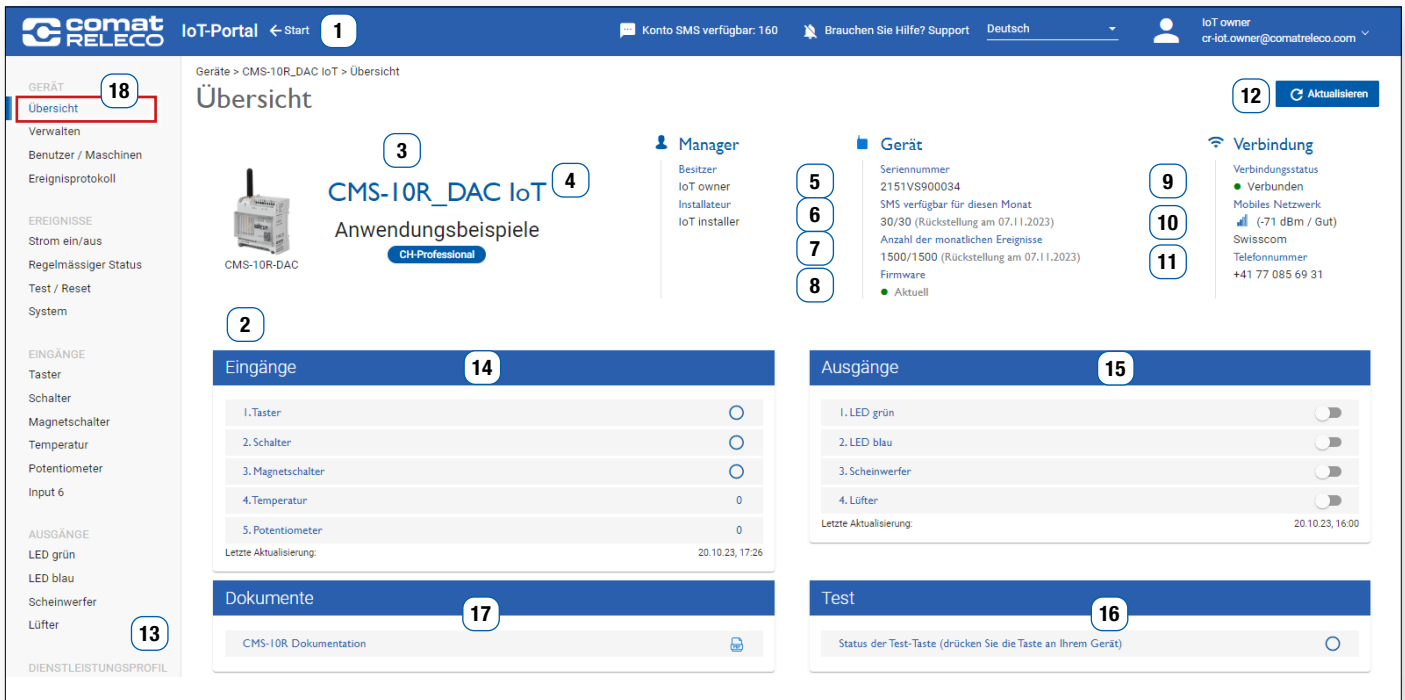 comat
RELECO
IoT-Portal ← Start 1
Konto SMS verfügbar: 160
Brauchen Sie Hilfe? Support
Deutsch
IoT owner
cr-iot.owner@comatreleco.com
GERÄT
18
Übersicht
Verwalten
Benutzer / Maschinen
Ereignisprotokoll
EREIGNISSE
Strom ein/aus
Regelmässiger Status
Test / Reset
System
EINGÄNGE
Taster
Schalter
Magnetschalter
Temperatur
Potentiometer
Input 6
AUSGÄNGE
LED grün
LED blau
Scheinwerfer
Lüfter
13
DIENSTLEISTUNGSPROFIL
Geräte > CMS-10R_DAC IoT > Übersicht
Übersicht
12
Aktualisieren
CMS-10R-DAC
3
CMS-10R_DAC IoT
4
Anwendungsbeispiele
CH-Professional
Manager
Besitzer
IoT owner
Installateur
IoT installer
5
6
7
8
Gerät
Seriennummer
2151VS900034
SMS verfügbar für diesen Monat
30/30 (Rückstellung am 07.11.2023)
Anzahl der monatlichen Ereignisse
1500/1500 (Rückstellung am 07.11.2023)
Firmware
Aktuell
9
10
11
Verbindung
Verbindungsstatus
Verbunden
Mobiles Netzwerk
(-71 dBm / Gut)
Swisscom
Telefonnummer
+41 77 085 69 31
2
Eingänge
14
1. Taster
2. Schalter
3. Magnetschalter
4. Temperatur 0
5. Potentiometer 0
Letzte Aktualisierung: 20.10.23, 17:26
Ausgänge
15
1. LED grün
2. LED blau
3. Scheinwerfer
4. Lüfter
Letzte Aktualisierung: 20.10.23, 16:00
Dokumente
17
CMS-10R Dokumentation
Test
16
Status der Test-Taste (drücken Sie die Taste an Ihrem Gerät)